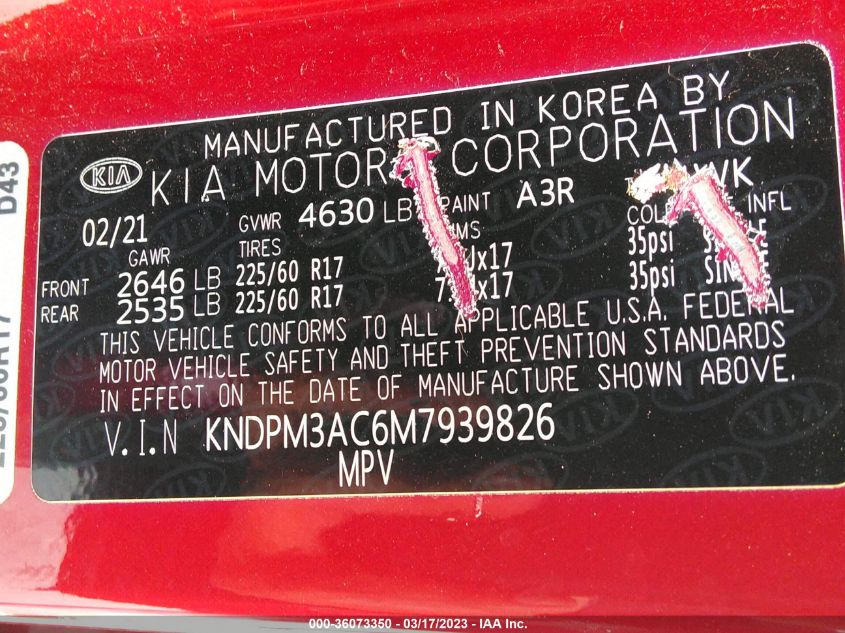 MANUFACTURED IN KOREA BY
KIA KIA MOTOR CORPORATION
02/21 GVWR 4630 LB PAINT A3R
GAWR TIRES
FRONT 2646 LB 225/60 R17 35psi
REAR 2535 LB 225/60 R17 35psi
INFL
THIS VEHICLE CONFORMS TO ALL APPLICABLE U.S.A. FEDERAL
MOTOR VEHICLE SAFETY AND THEFT PREVENTION STANDARDS
IN EFFECT ON THE DATE OF MANUFACTURE SHOWN ABOVE.
V.I.N KNDPM3AC6M7939826
MPV
D43
000-36073350 - 03/17/2023 - IAA Inc.